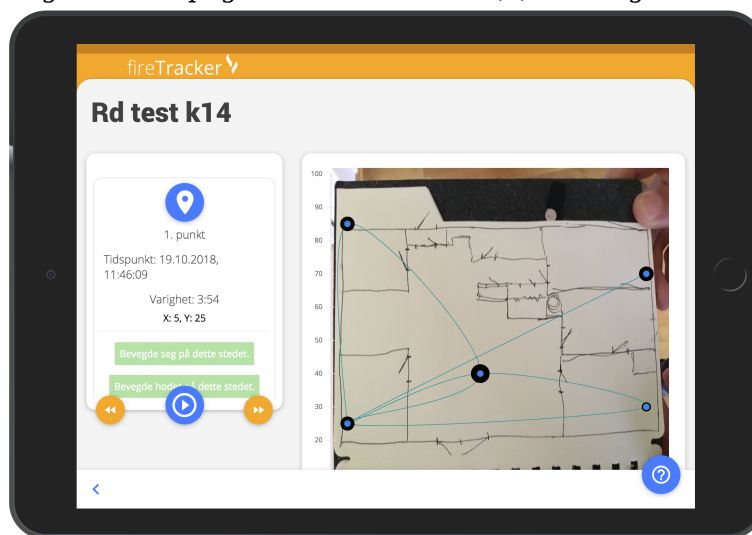 fireTracker
Rd test k14
1. punkt
Tidspunkt: 19.10.2018,
11:46:09
Varighet: 3:54
X: 5, Y: 25
Bevegde seg på dette stedet.
Bevegde hodet på dette stedet.
100
90
80
70
60
50
40
30
20